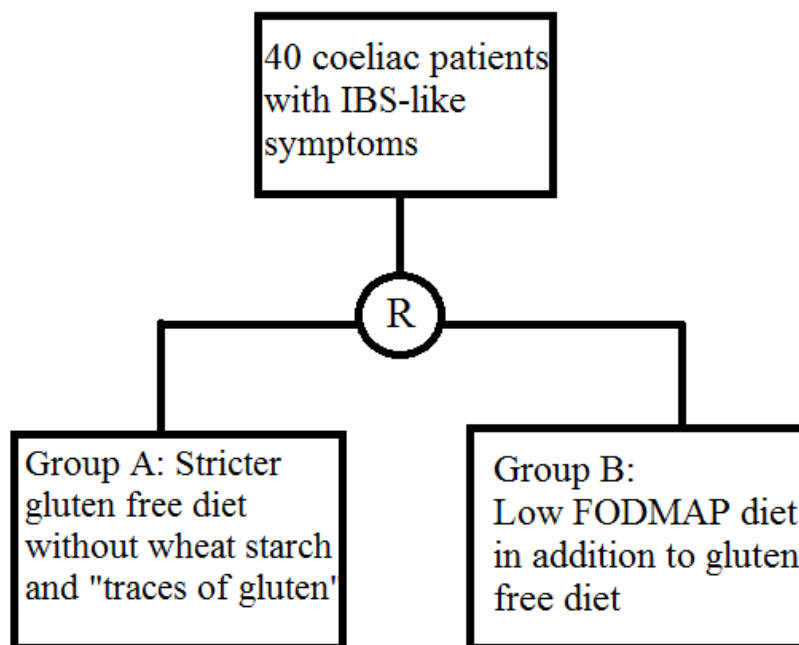 40 coeliac patients
with IBS-like
symptoms
R
Group A: Stricter
gluten free diet
without wheat starch
and "traces of gluten"
Group B:
Low FODMAP diet
in addition to gluten
free diet